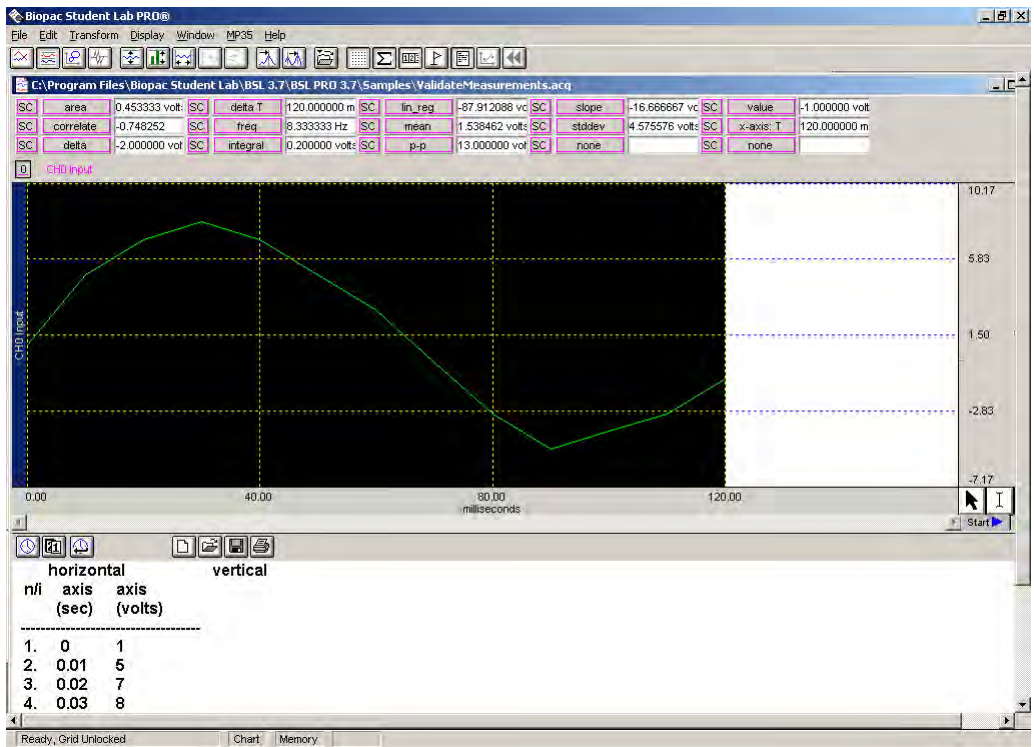 Biopac Student Lab PRO®
File Edit Transform Display Window MP35 Help
C:\Program Files\Biopac Student Lab\BSL 3.7\BSL PRO 3.7\Samples\ValidateMeasurements.acq
SC area 0.453333 volt: SC delta T 120.000000 m SC lin_reg -87.912088 vc SC slope -16.666667 vc SC value -1.000000 volt
SC correlate -0.748252 SC freq 8.333333 Hz SC mean 1.538462 volts SC stddev 4.575576 volts SC x-axis: T 120.000000 m
SC delta -2.000000 vol SC integral 0.200000 volts SC p-p 13.000000 vol SC none SC none
0 CH0 Input
CH0 Input
10.17
5.83
1.50
-2.83
-7.17
0.00 40.00 80.00 120.00
milliseconds
Start
horizontal vertical
n/i axis axis
(sec) (volts)
------------------------------------
1. 0 1
2. 0.01 5
3. 0.02 7
4. 0.03 8
Ready, Grid Unlocked Chart Memory